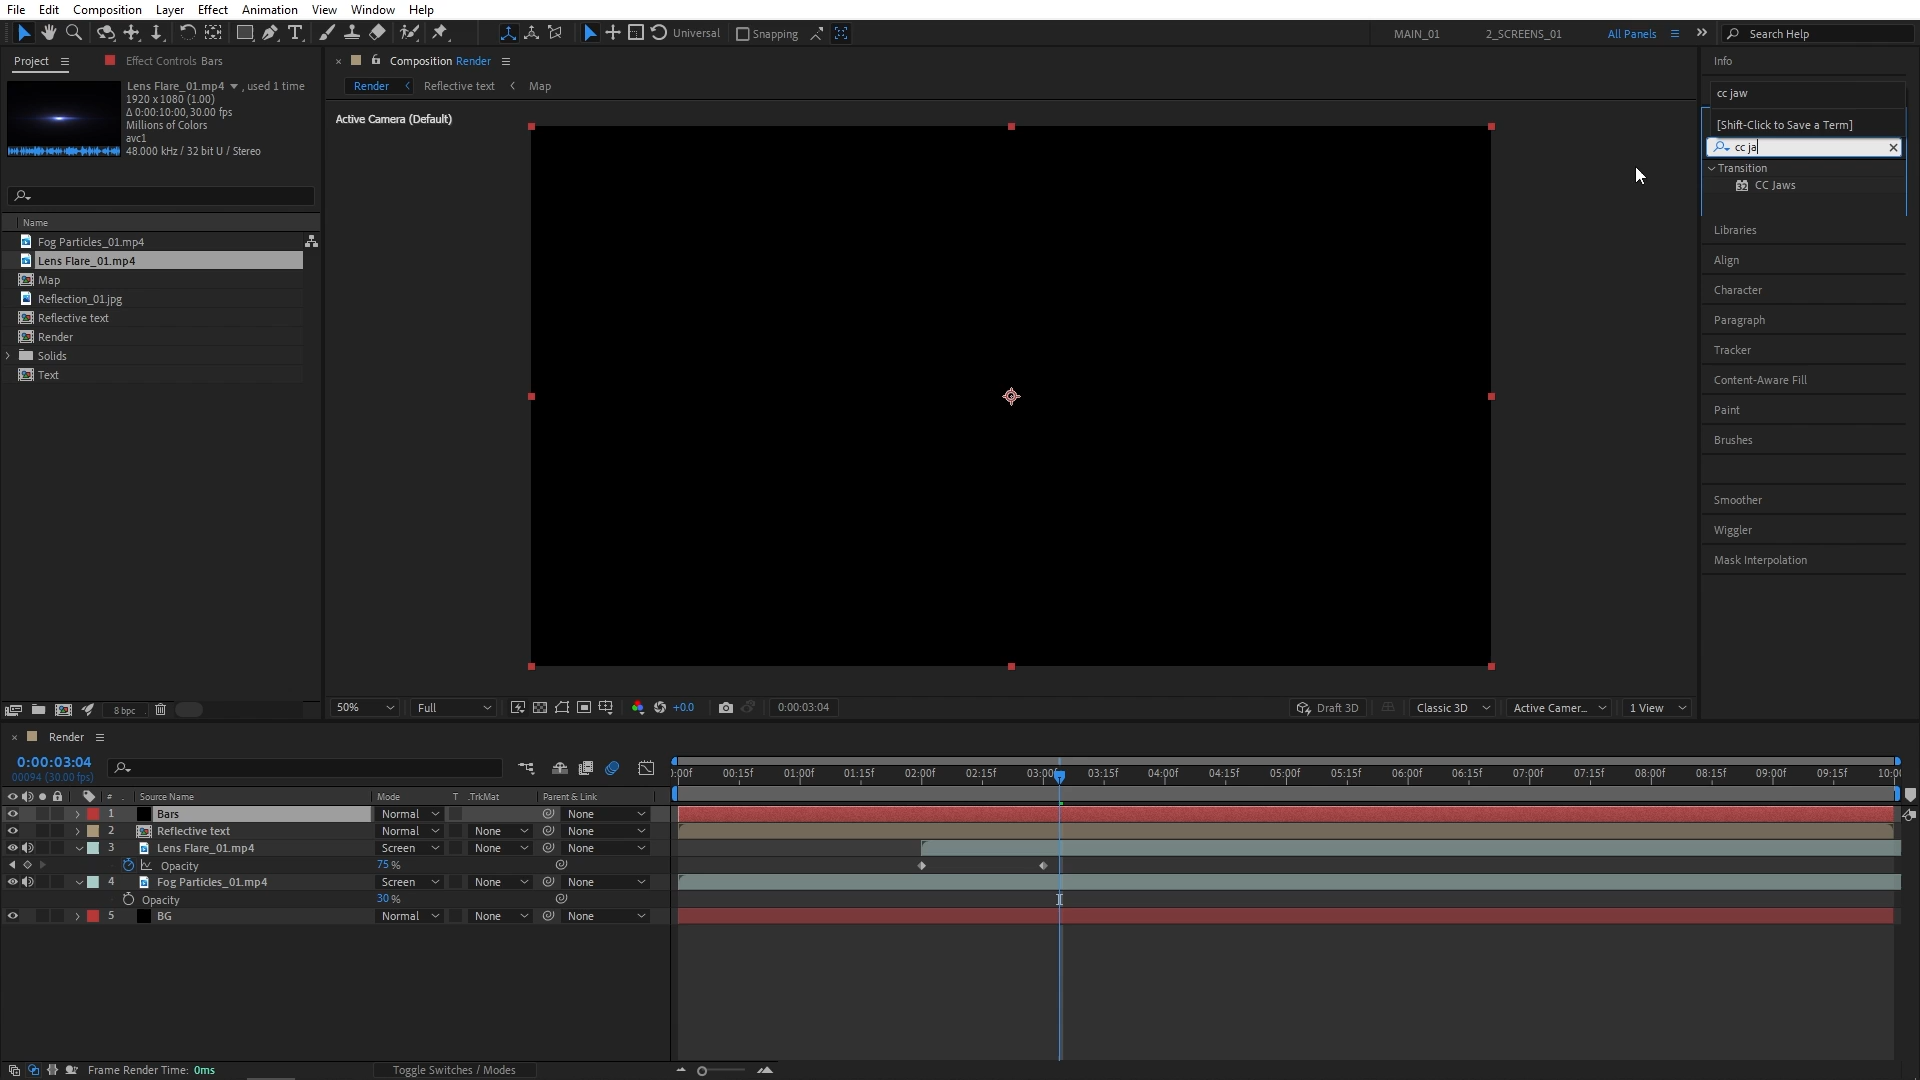 File Edit Composition Layer Effect Animation View Window Help
Universal Snapping MAIN_01 2_SCREENS_01 All Panels Search Help
Project Effect Controls Bars
Lens Flare_01.mp4 , used 1 time
1920 x 1080 (1.00)
Δ 0:00:10:00, 30.00 fps
Millions of Colors
avc1
48.000 kHz / 32 bit U / Stereo
Name
Fog Particles_01.mp4
Lens Flare_01.mp4
Map
Reflection_01.jpg
Reflective text
Render
Solids
Text
8 bpc
Composition Render
Render Reflective text Map
Active Camera (Default)
50% Full +0.0 0:00:03:04 Draft 3D Classic 3D Active Camer... 1 View
Info
cc jaw
[Shift-Click to Save a Term]
cc ja
Transition
32 CC Jaws
Libraries
Align
Character
Paragraph
Tracker
Content-Aware Fill
Paint
Brushes
Smoother
Wiggler
Mask Interpolation
Render
0:00:03:04
00094 (30.00 fps)
:00f 00:15f 01:00f 01:15f 02:00f 02:15f 03:00f 03:15f 04:00f 04:15f 05:00f 05:15f 06:00f 06:15f 07:00f 07:15f 08:00f 08:15f 09:00f 09:15f 10:00
# Source Name Mode T .TrkMat Parent & Link
1 Bars Normal None
2 Reflective text Normal None None
3 Lens Flare_01.mp4 Screen None None
Opacity 75 %
4 Fog Particles_01.mp4 Screen None None
Opacity 30 %
5 BG Normal None None
Frame Render Time: 0ms Toggle Switches / Modes